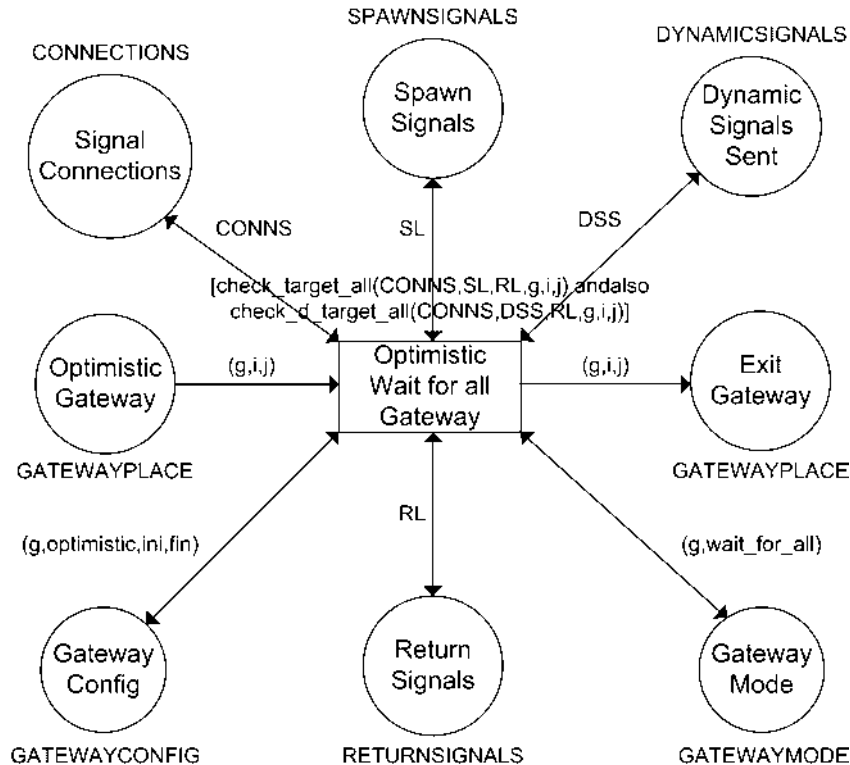 SPAWNSIGNALS
CONNECTIONS
DYNAMICSIGNALS
Signal
Connections
Spawn
Signals
Dynamic
Signals
Sent
CONNS
SL
DSS
[check_target_all(CONNS,SL,RL,g,i,j) andalso
check_d_target_all(CONNS,DSS,RL,g,i,j)]
Optimistic
Gateway
(g,i,j)
Optimistic
Wait for all
Gateway
(g,i,j)
Exit
Gateway
GATEWAYPLACE
GATEWAYPLACE
RL
(g,optimistic,ini,fin)
(g,wait_for_all)
Gateway
Config
Return
Signals
Gateway
Mode
GATEWAYCONFIG
RETURNSIGNALS
GATEWAYMODE